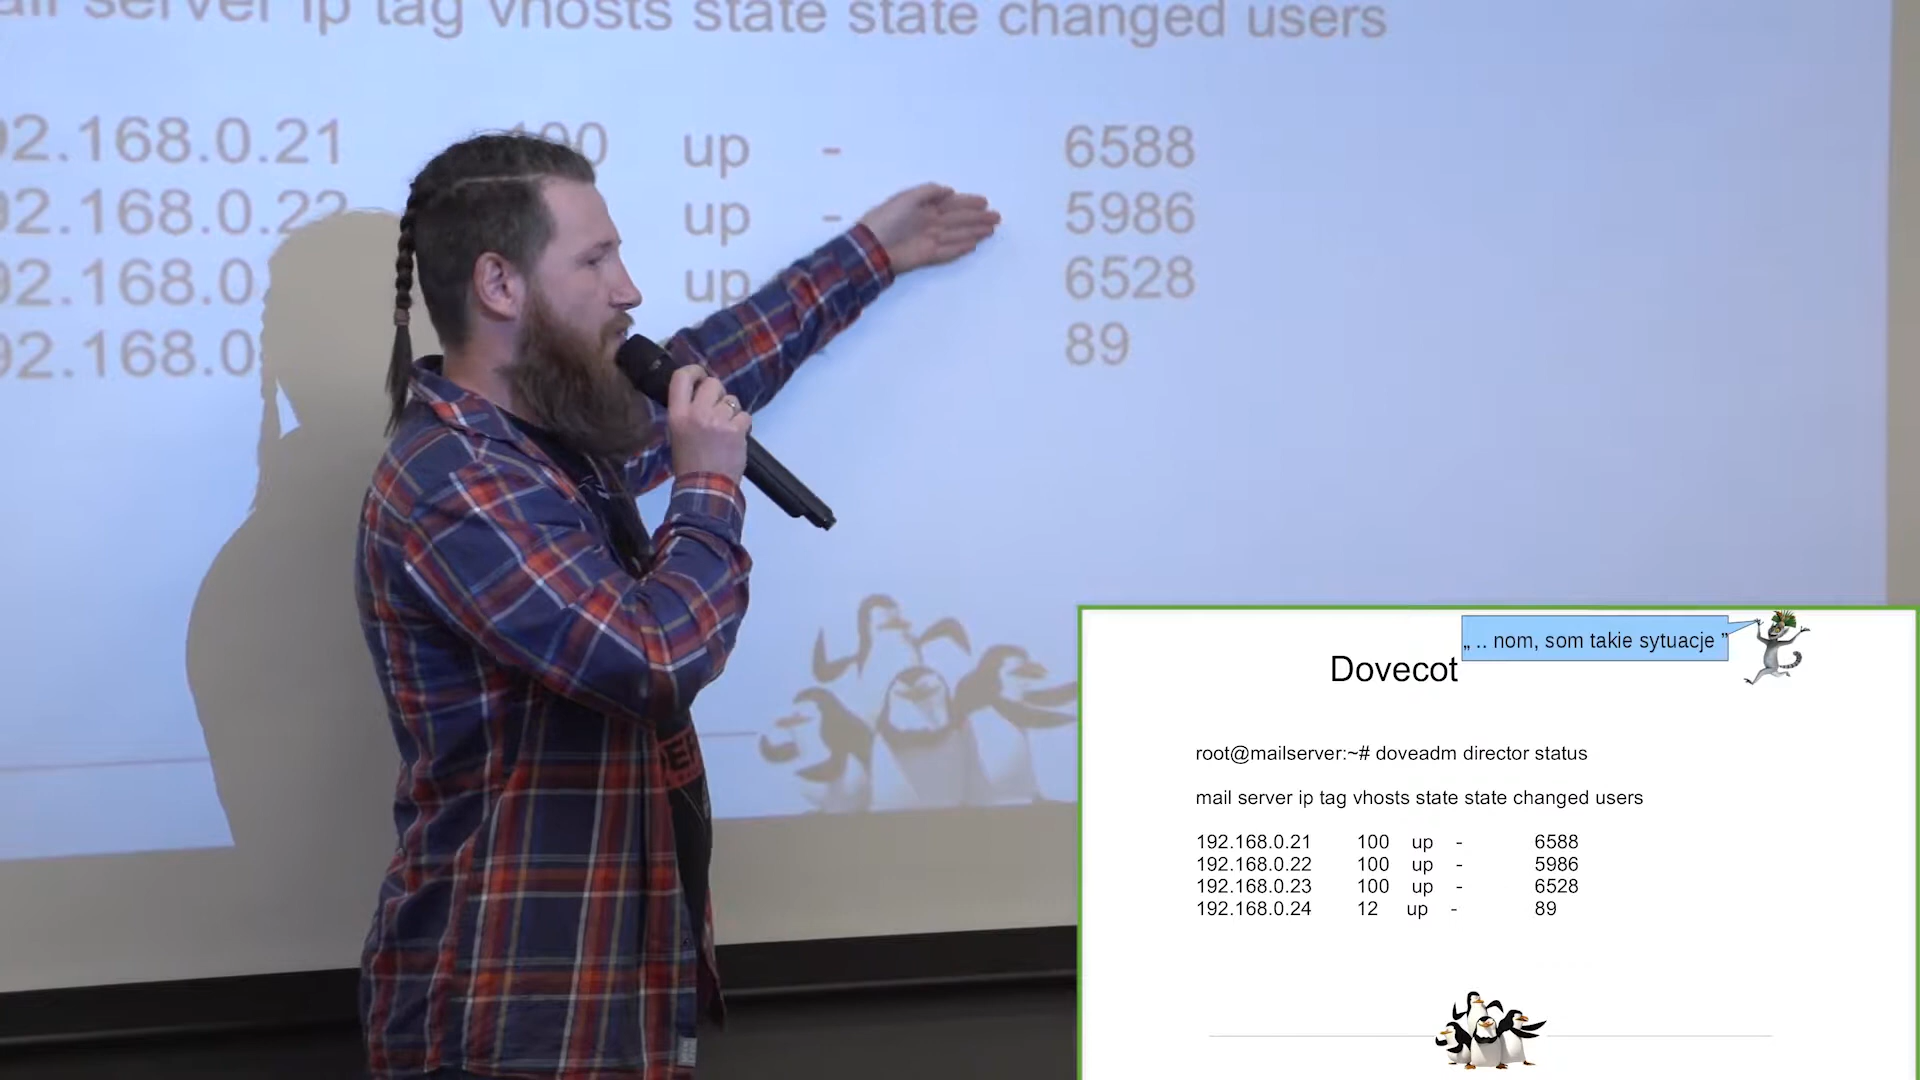 ail server ip tag vhosts state state changed users
92.168.0.21 100 up - 6588
92.168.0.22 up - 5986
92.168.0. up 6528
92.168.0 89
„ .. nom, som takie sytuacje ”
Dovecot
root@mailserver:~# doveadm director status
mail server ip tag vhosts state state changed users
192.168.0.21 100 up - 6588
192.168.0.22 100 up - 5986
192.168.0.23 100 up - 6528
192.168.0.24 12 up - 89